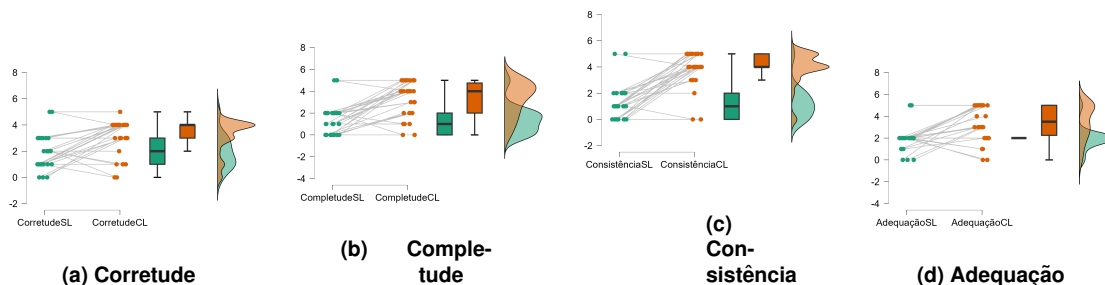 8
6
4
2
0
-2
CorretudeSL CorretudeCL
(a) Corretude
8
6
4
2
0
-2
-4
CompletudeSL CompletudeCL
(b) Comple-
tude
8
6
4
2
0
-2
ConsistênciaSL ConsistênciaCL
(c)
Con-
sistência
8
6
4
2
0
-2
-4
AdequaçãoSL AdequaçãoCL
(d) Adequação